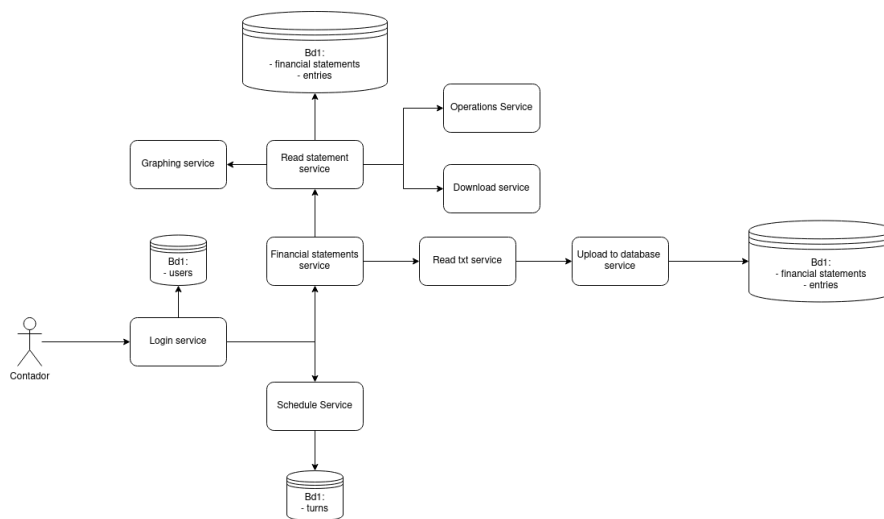 Bd1:
- financial statements
- entries
Operations Service
Graphing service
Read statement
service
Download service
Bd1:
- users
Financial statements
service
Read txt service
Upload to database
service
Bd1:
- financial statements
- entries
Login service
Contador
Schedule Service
Bd1:
- turns